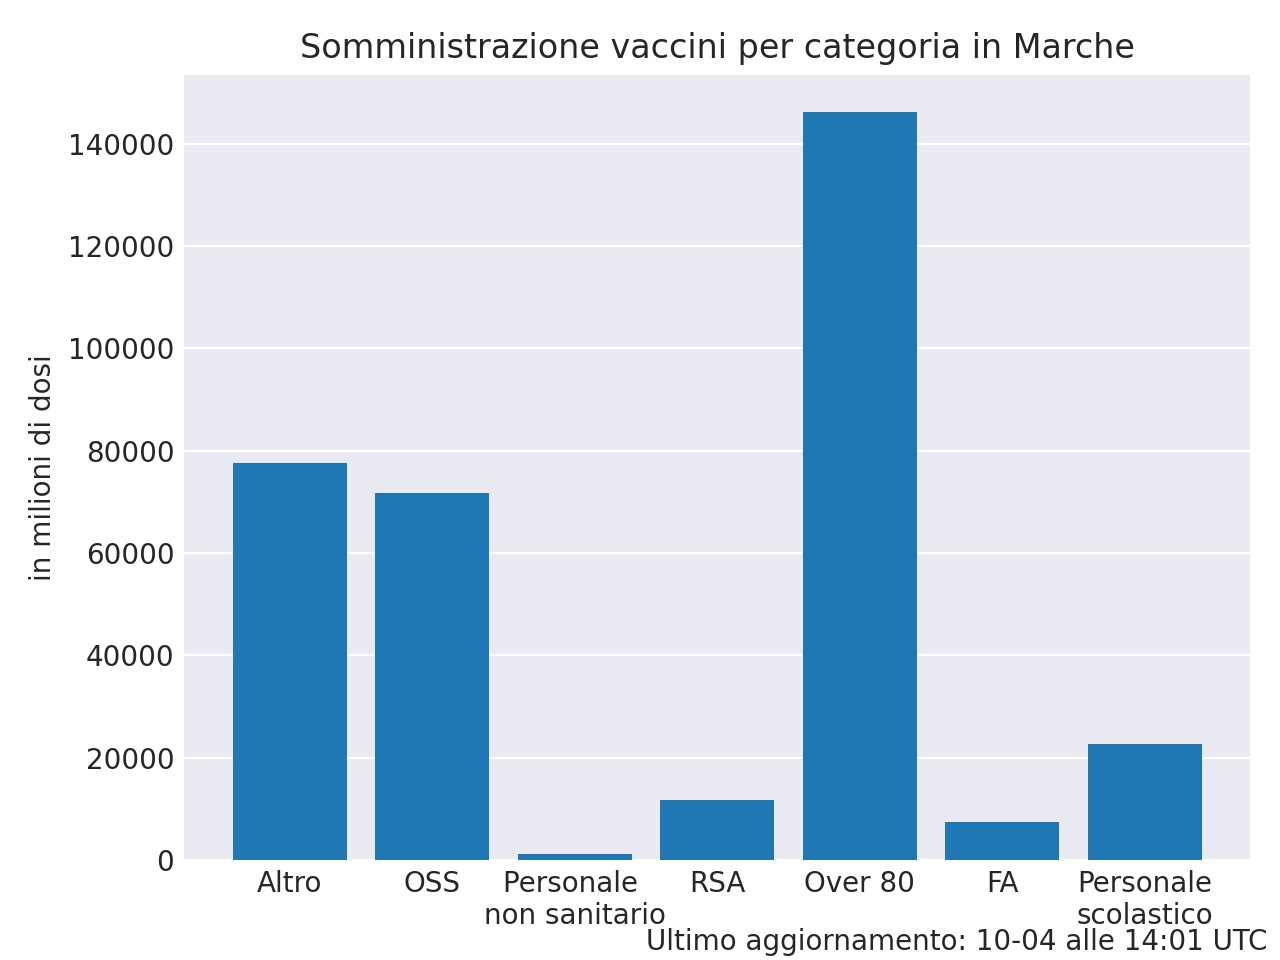 Somministrazione vaccini per categoria in Marche
in milioni di dosi
140000
120000
100000
80000
60000
40000
20000
0
Altro
OSS
Personale
non sanitario
RSA
Over 80
FA
Personale
scolastico
Ultimo aggiornamento: 10-04 alle 14:01 UTC